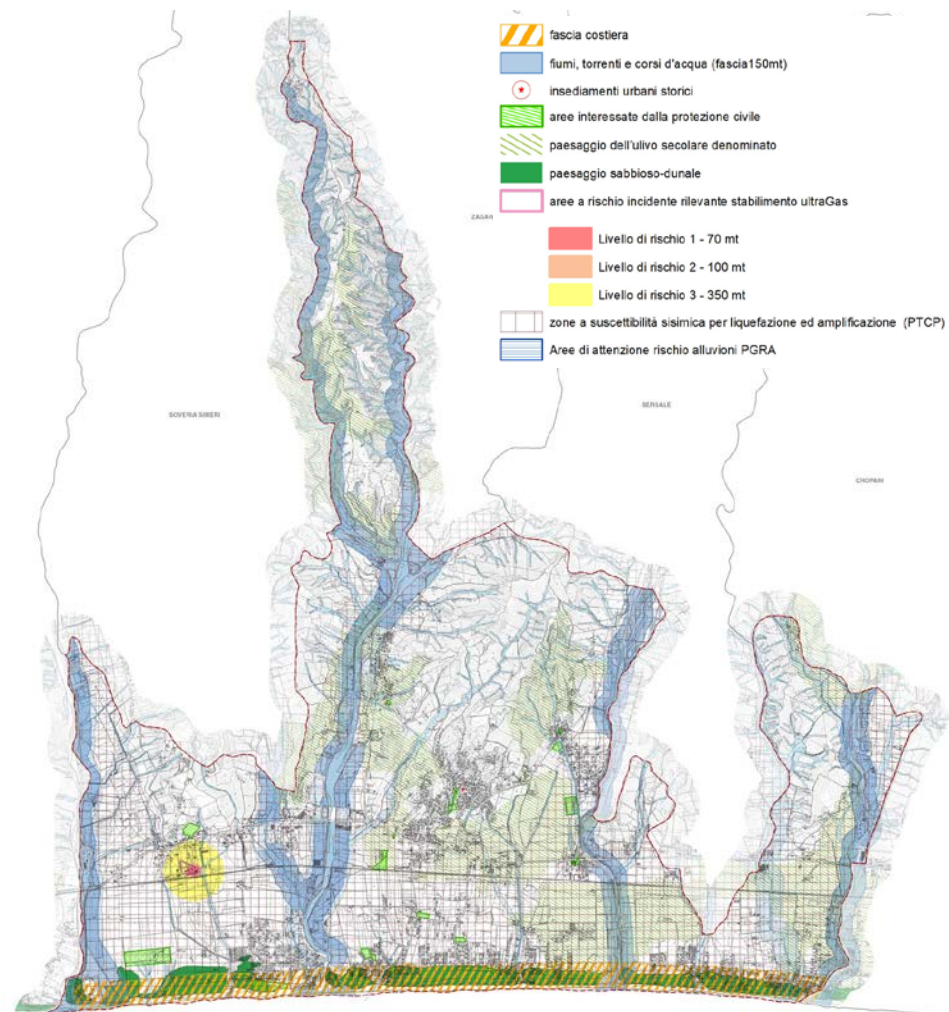 fascia costiera
fiumi, torrenti e corsi d'acqua (fascia150mt)
insediamenti urbani storici
aree interessate dalla protezione civile
paesaggio dell'ulivo secolare denominato
paesaggio sabbioso-dunale
aree a rischio incidente rilevante stabilimento ultraGas
ZAGAR
Livello di rischio 1 - 70 mt
Livello di rischio 2 - 100 mt
Livello di rischio 3 - 350 mt
zone a suscettibilità sisimica per liquefazione ed amplificazione (PTCP)
Aree di attenzione rischio alluvioni PGRA
SOVERIA SIMERI
SERSALE
CROPANI